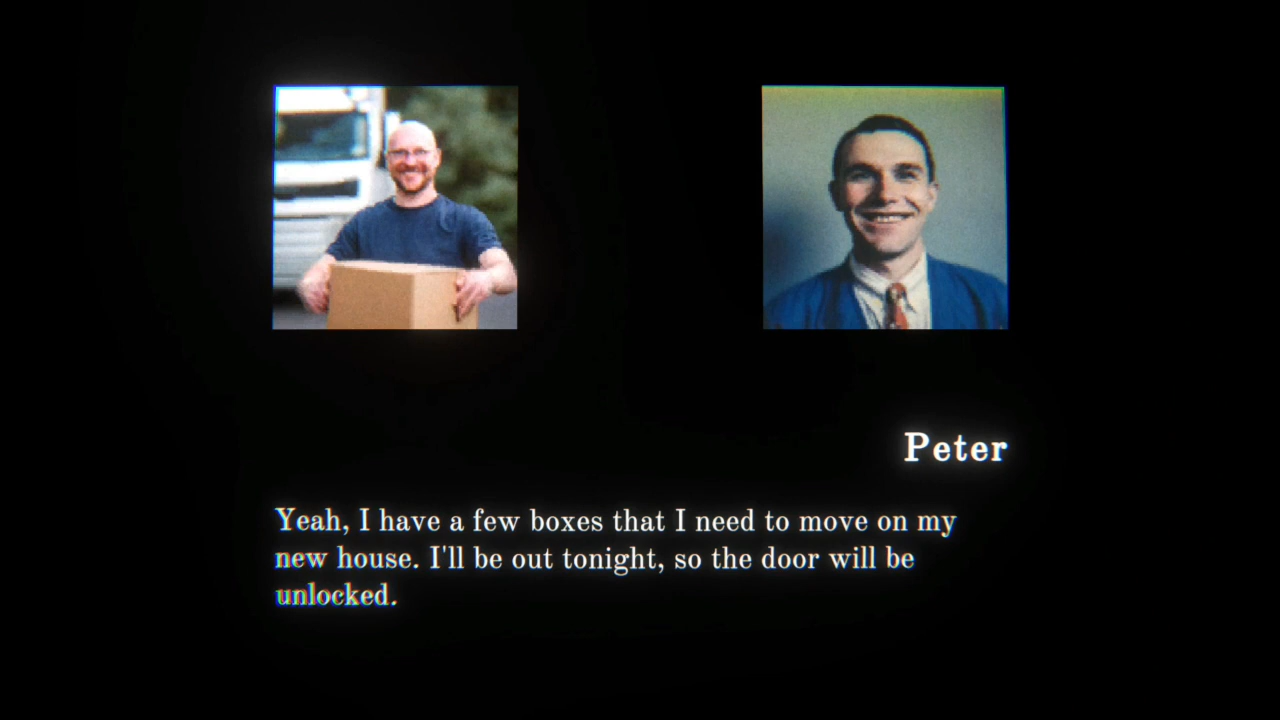 Peter
Yeah, I have a few boxes that I need to move on my
new house. I'll be out tonight, so the door will be
unlocked.